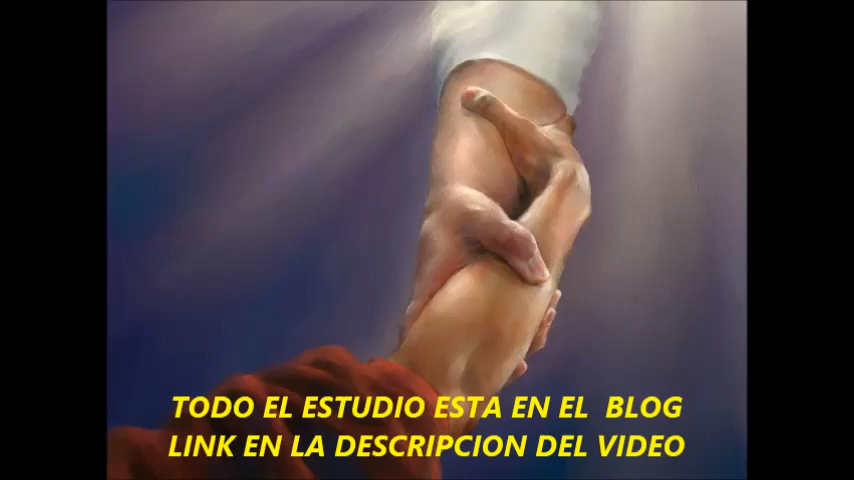 TODO EL ESTUDIO ESTA EN EL BLOG
LINK EN LA DESCRIPCION DEL VIDEO